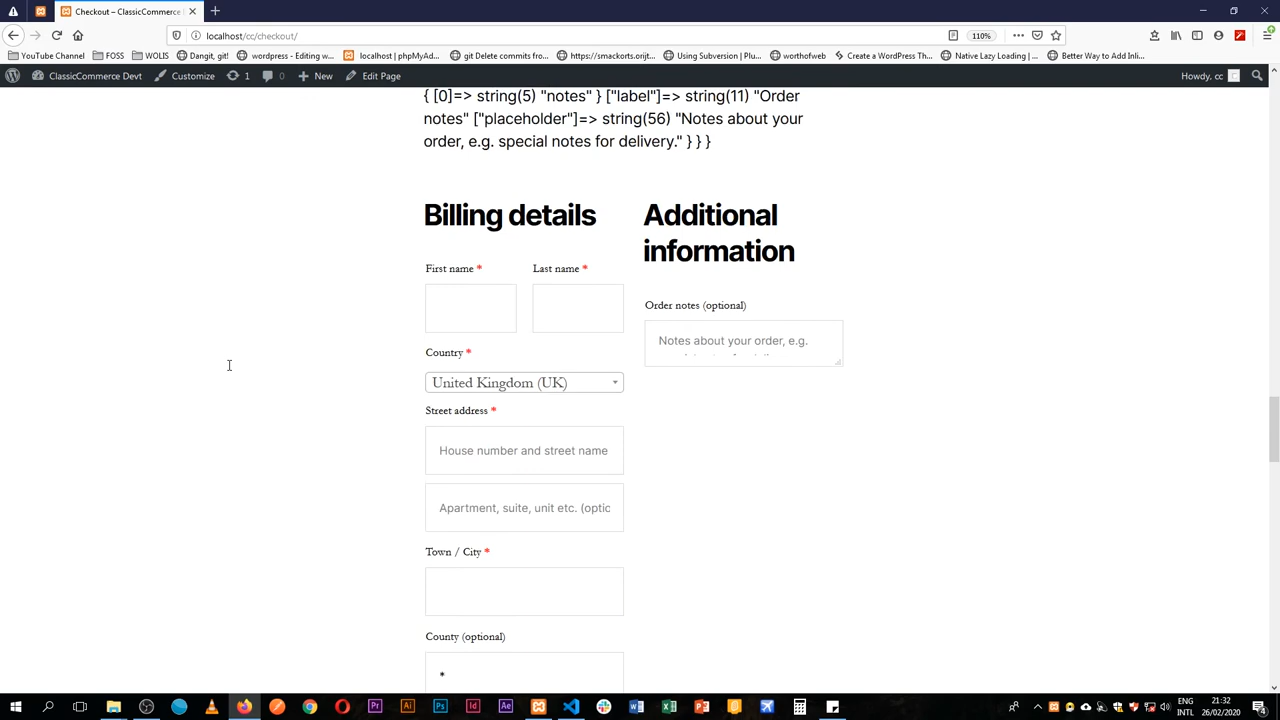 Checkout – ClassicCommerce
localhost/cc/checkout/
110%
YouTube Channel
FOSS
WOLIS
Dangit, git!
wordpress - Editing w...
localhost | phpMyAd...
git Delete commits fro...
https://smackorts.orijt...
Using Subversion | Plu...
worthofweb
Create a WordPress Th...
Native Lazy Loading | ...
Better Way to Add Inli...
ClassicCommerce Devt
Customize
1
0
New
Edit Page
Howdy, cc
{ [0]=> string(5) "notes" } ["label"]=> string(11) "Order
notes" ["placeholder"]=> string(56) "Notes about your
order, e.g. special notes for delivery." } } }
Billing details
Additional
information
First name *
Last name *
Order notes (optional)
Notes about your order, e.g.
Country *
United Kingdom (UK)
Street address *
House number and street name
Apartment, suite, unit etc. (optic
Town / City *
County (optional)
*
ENG
INTL
21:32
26/02/2020